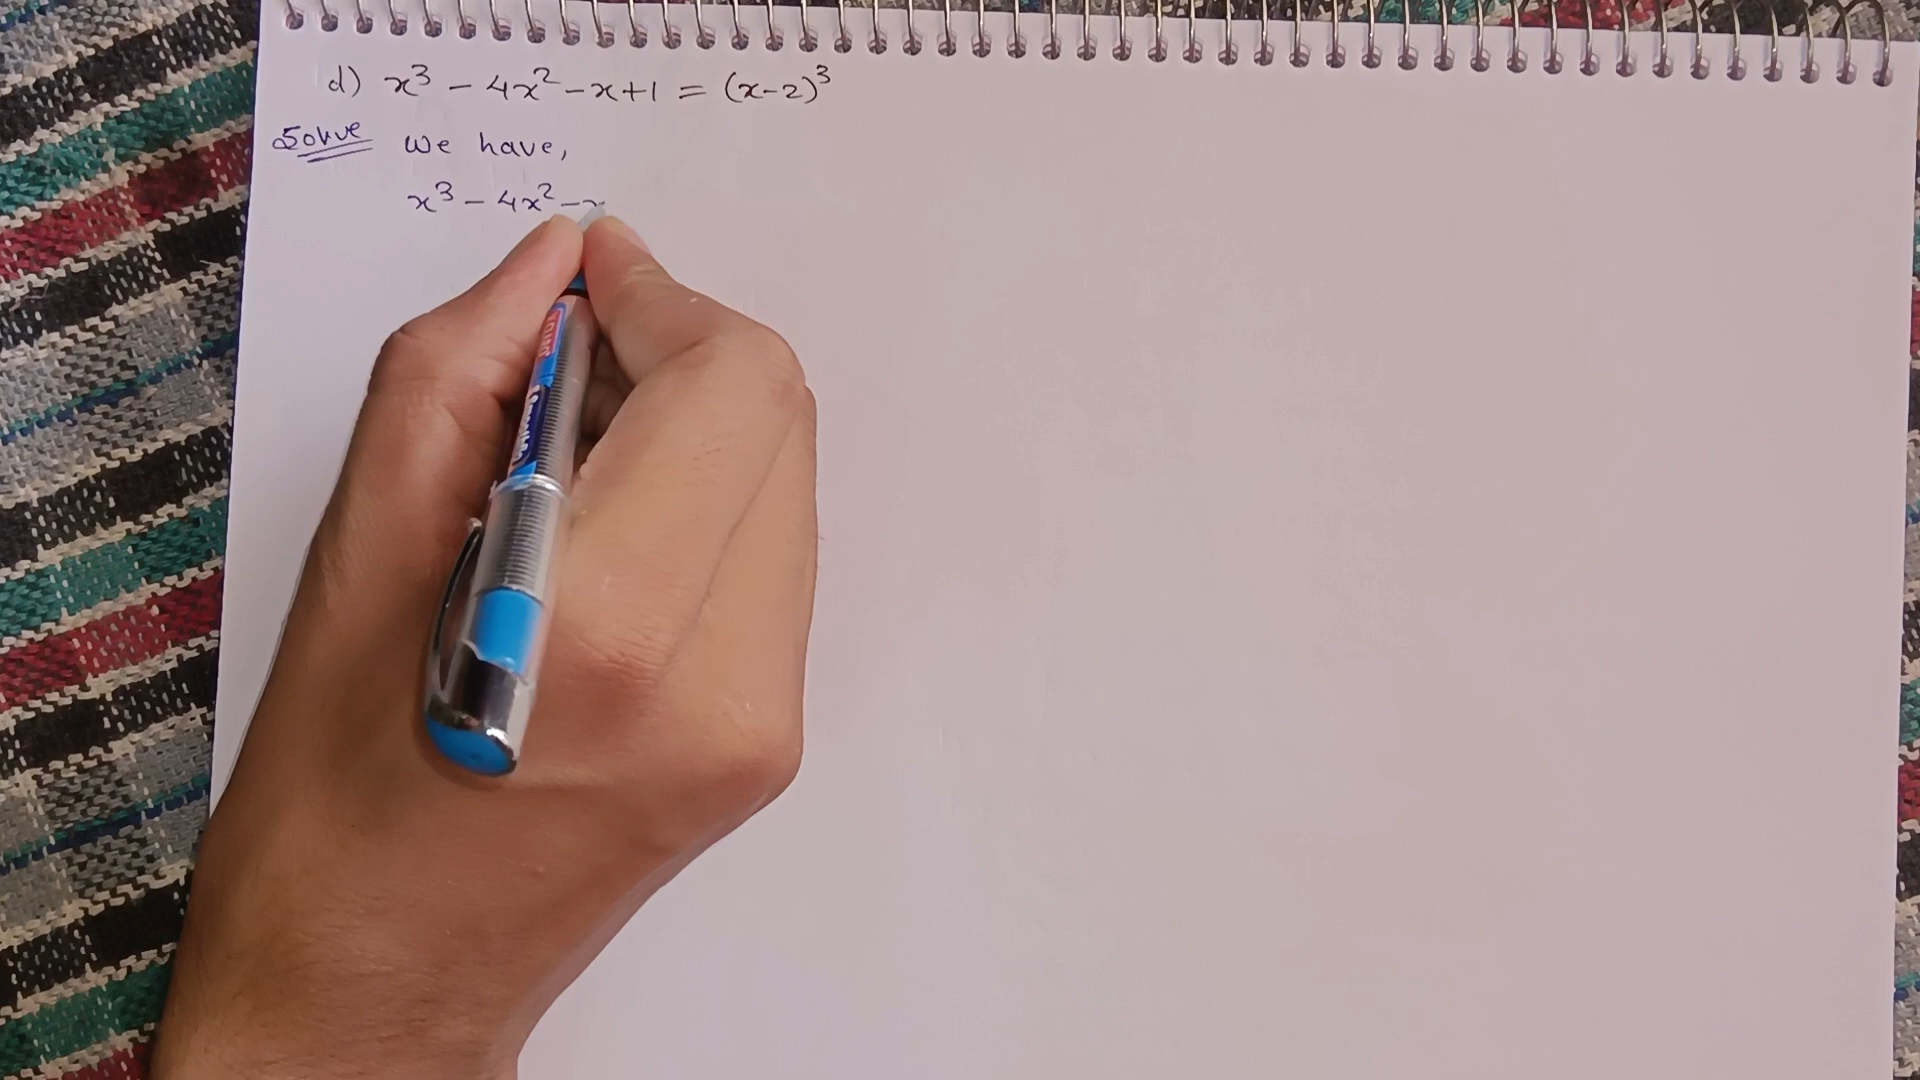 d) x³ - 4x² - x + 1 = (x-2)³
Solve We have,
x³ - 4x² - x